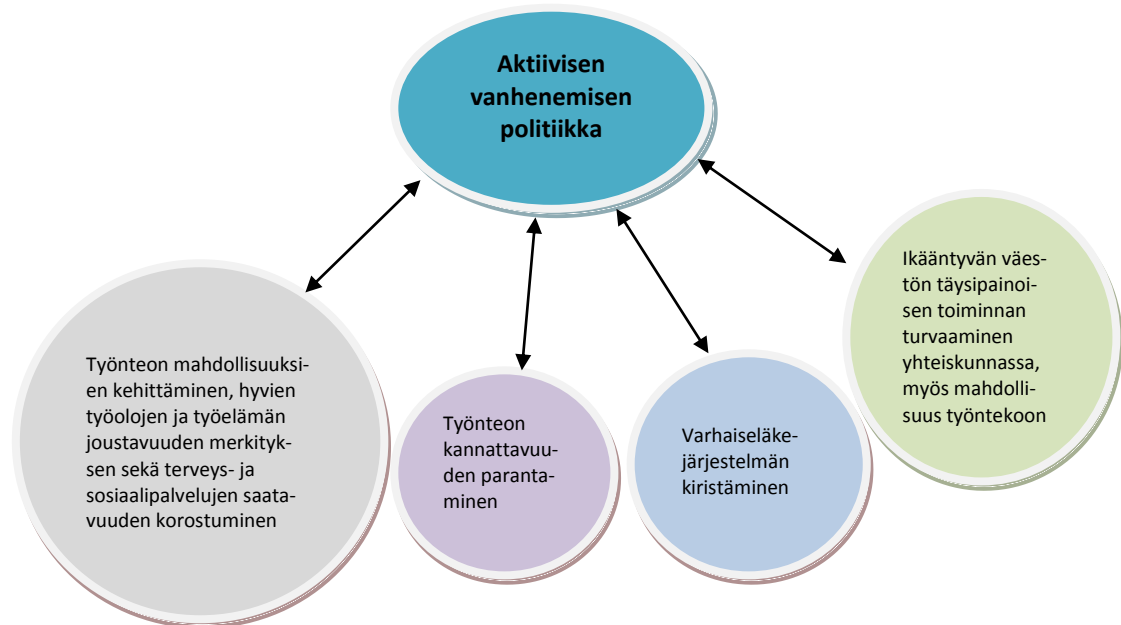 Aktiivisen
vanhenemisen
politiikka
Työnteon mahdollisuuksi-
en kehittäminen, hyvien
työolojen ja työelämän
joustavuuden merkityk-
sen sekä terveys- ja
sosiaalipalvelujen saata-
vuuden korostuminen
Työnteon
kannattavuu-
den paranta-
minen
Varhaiseläke-
järjestelmän
kiristäminen
Ikääntyvän väes-
tön täysipainoi-
sen toiminnan
turvaaminen
yhteiskunnassa,
myös mahdolli-
suus työntekoon